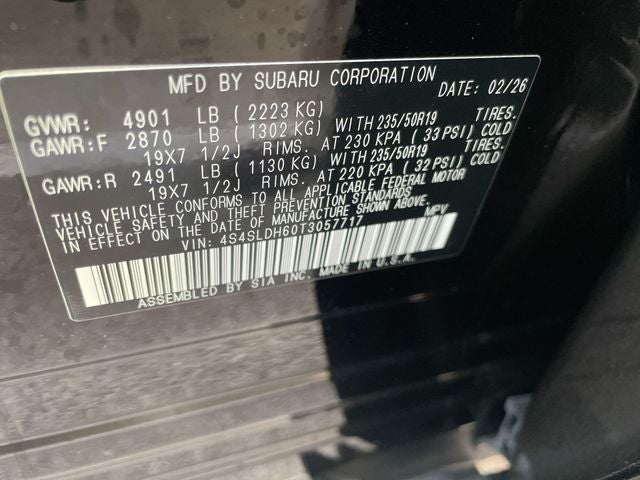 MFD BY SUBARU CORPORATION DATE: 02/26
GVWR: 4901 LB ( 2223 KG)
GAWR:F 2870 LB ( 1302 KG) WITH 235/50R19 TIRES.
19X7 1/2J RIMS. AT 230 KPA ( 33 PSI) COLD
GAWR:R 2491 LB ( 1130 KG) WITH 235/50R19 TIRES.
19X7 1/2J RIMS. AT 220 KPA ( 32 PSI) COLD
THIS VEHICLE CONFORMS TO ALL APPLICABLE FEDERAL MOTOR
VEHICLE SAFETY AND THEFT PREVENTION STANDARDS
IN EFFECT ON THE DATE OF MANUFACTURE SHOWN ABOVE.
VIN: 4S4SLDH60T3057717 MPV
ASSEMBLED BY SIA INC. MADE IN U.S.A.